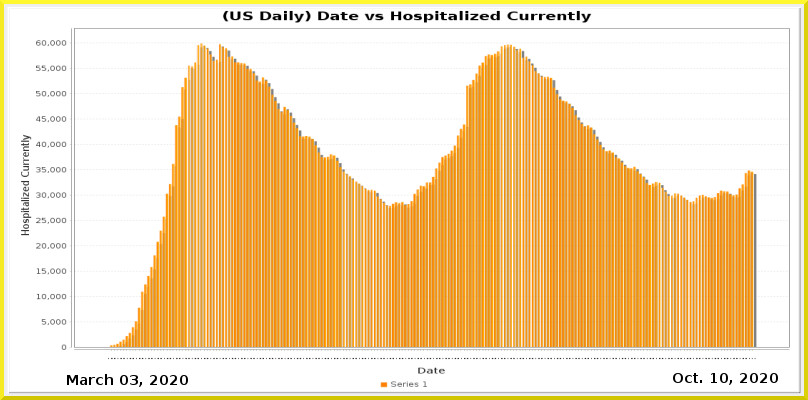 (US Daily) Date vs Hospitalized Currently
Hospitalized Currently
60,000
55,000
50,000
45,000
40,000
35,000
30,000
25,000
20,000
15,000
10,000
5,000
0
Date
March 03, 2020
Oct. 10, 2020
Series 1